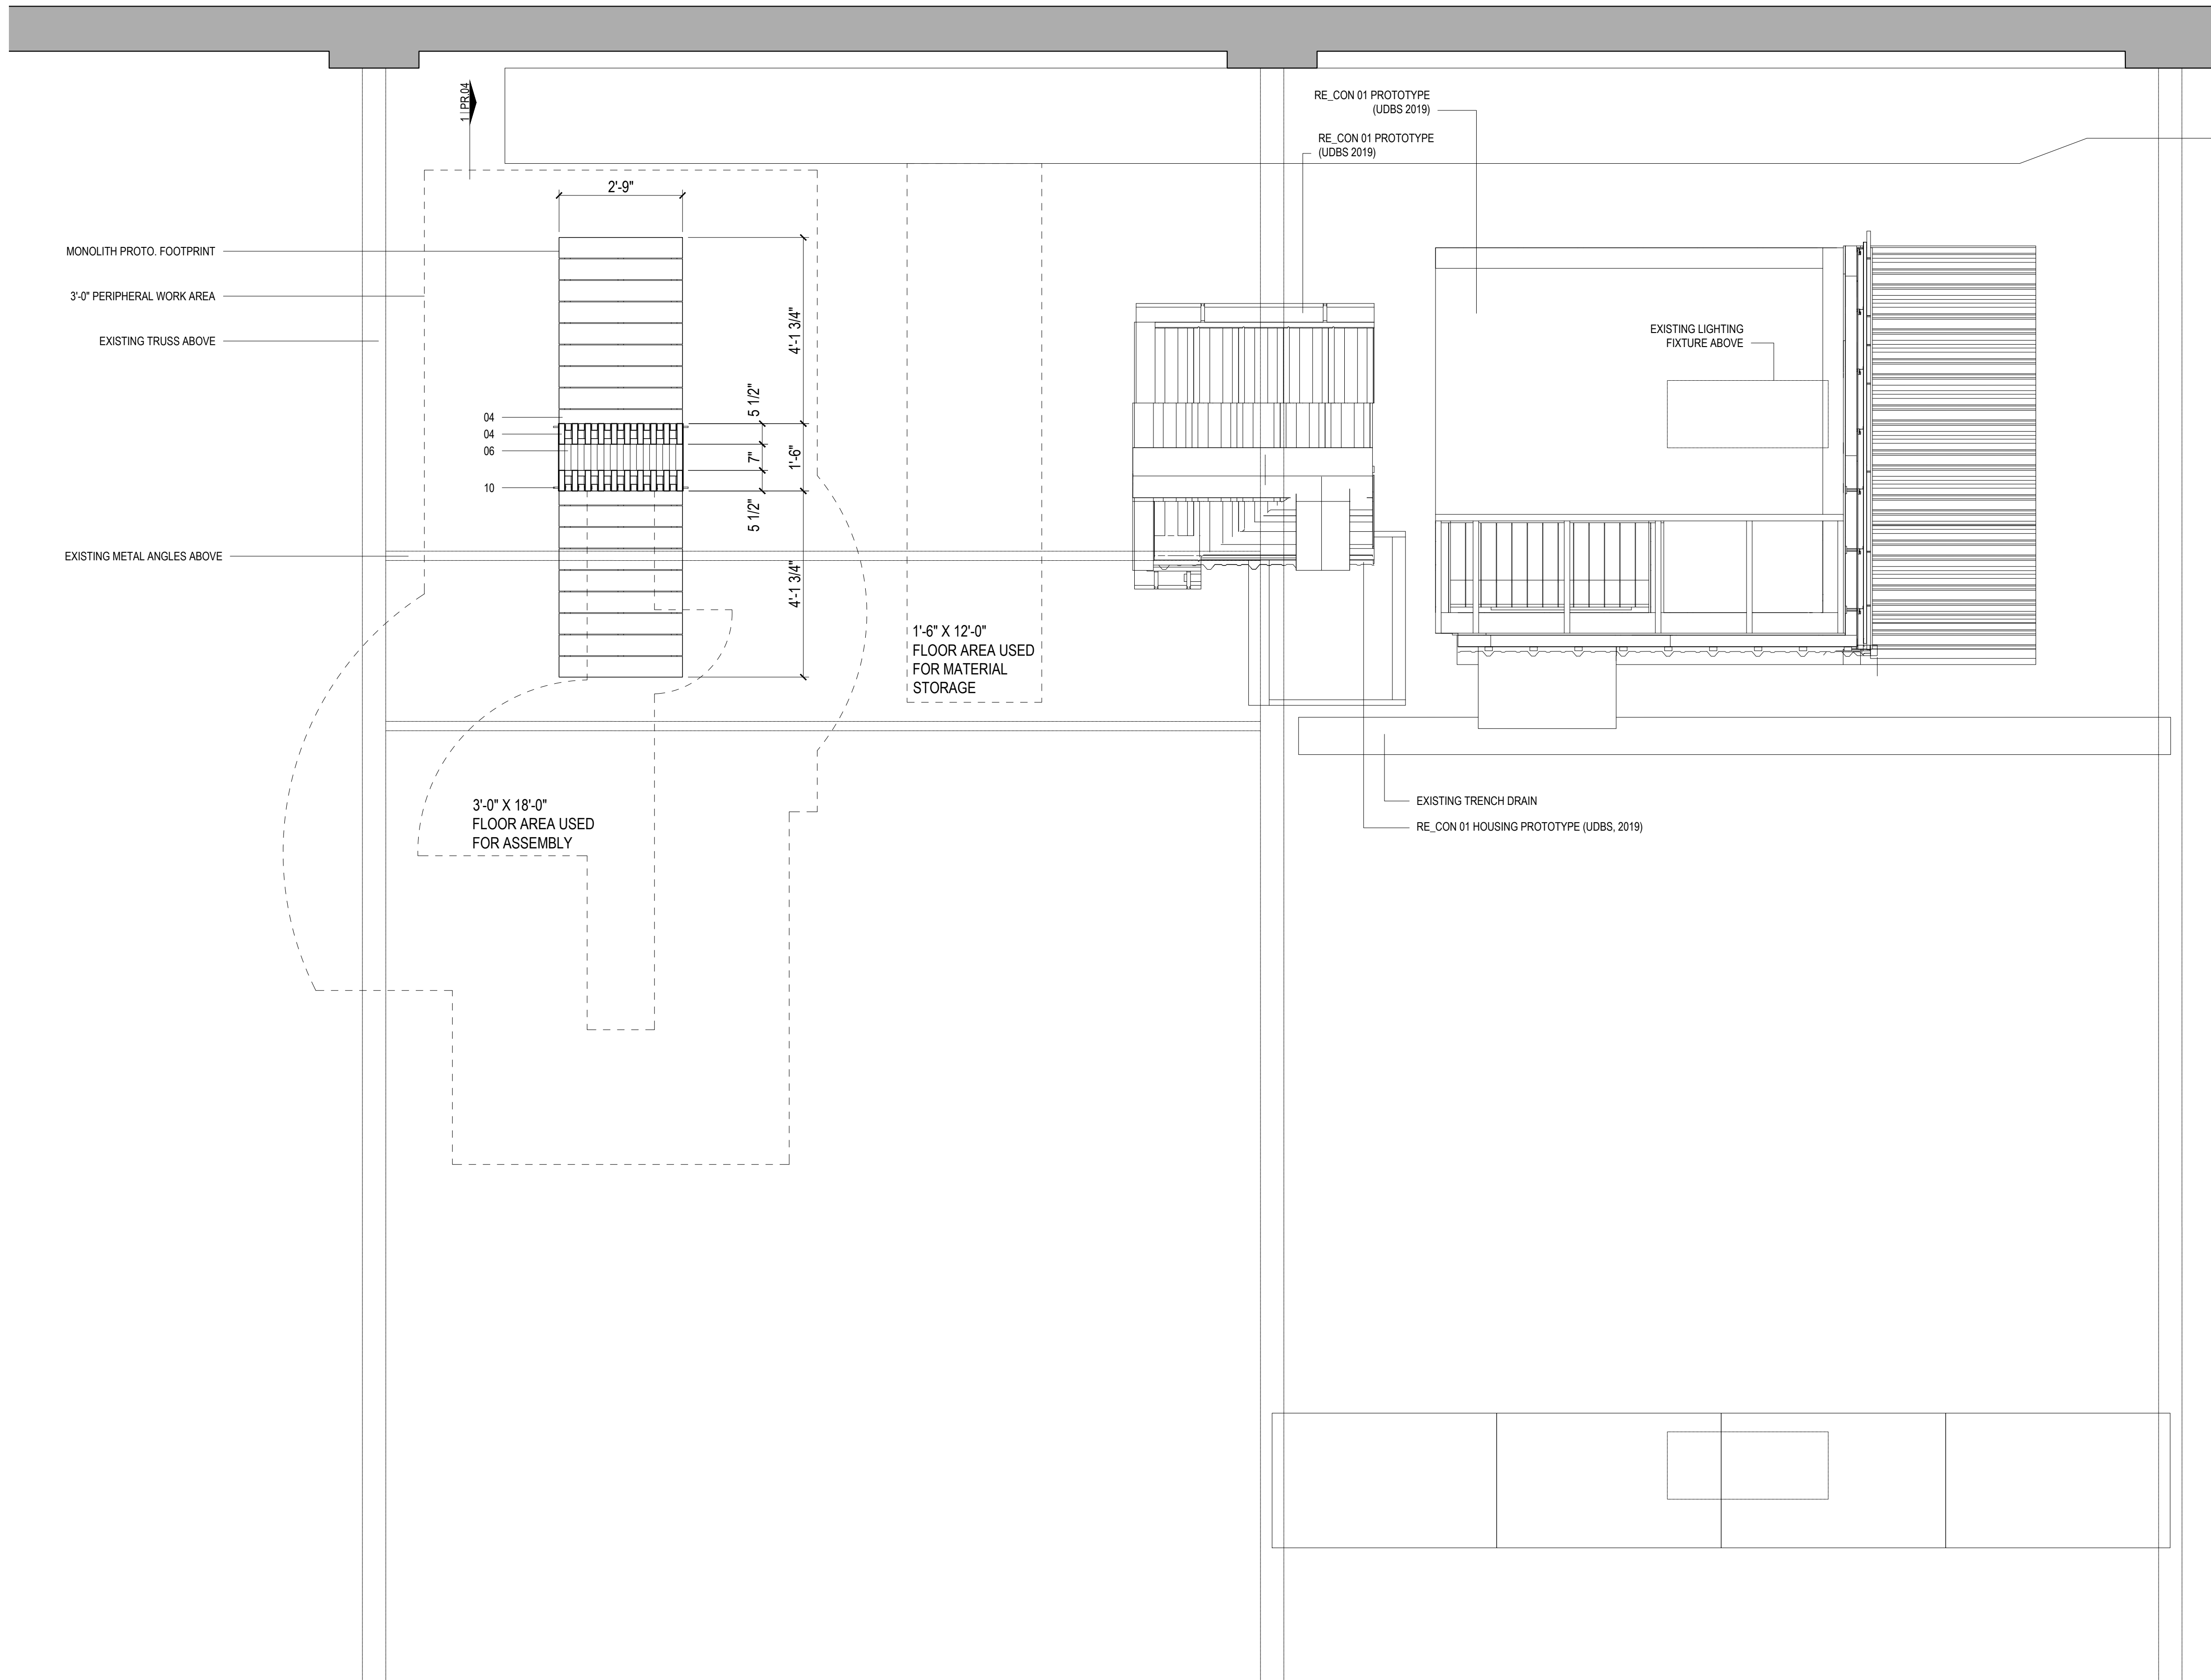 1 | PR.04
RE_CON 01 PROTOTYPE
(UDBS 2019)
RE_CON 01 PROTOTYPE
(UDBS 2019)
2'-9"
MONOLITH PROTO. FOOTPRINT
3'-0" PERIPHERAL WORK AREA
EXISTING TRUSS ABOVE
4'-1 3/4"
EXISTING LIGHTING
FIXTURE ABOVE
04
04
06
10
5 1/2"
7"
1'-6"
5 1/2"
EXISTING METAL ANGLES ABOVE
4'-1 3/4"
1'-6" X 12'-0"
FLOOR AREA USED
FOR MATERIAL
STORAGE
3'-0" X 18'-0"
FLOOR AREA USED
FOR ASSEMBLY
EXISTING TRENCH DRAIN
RE_CON 01 HOUSING PROTOTYPE (UDBS, 2019)